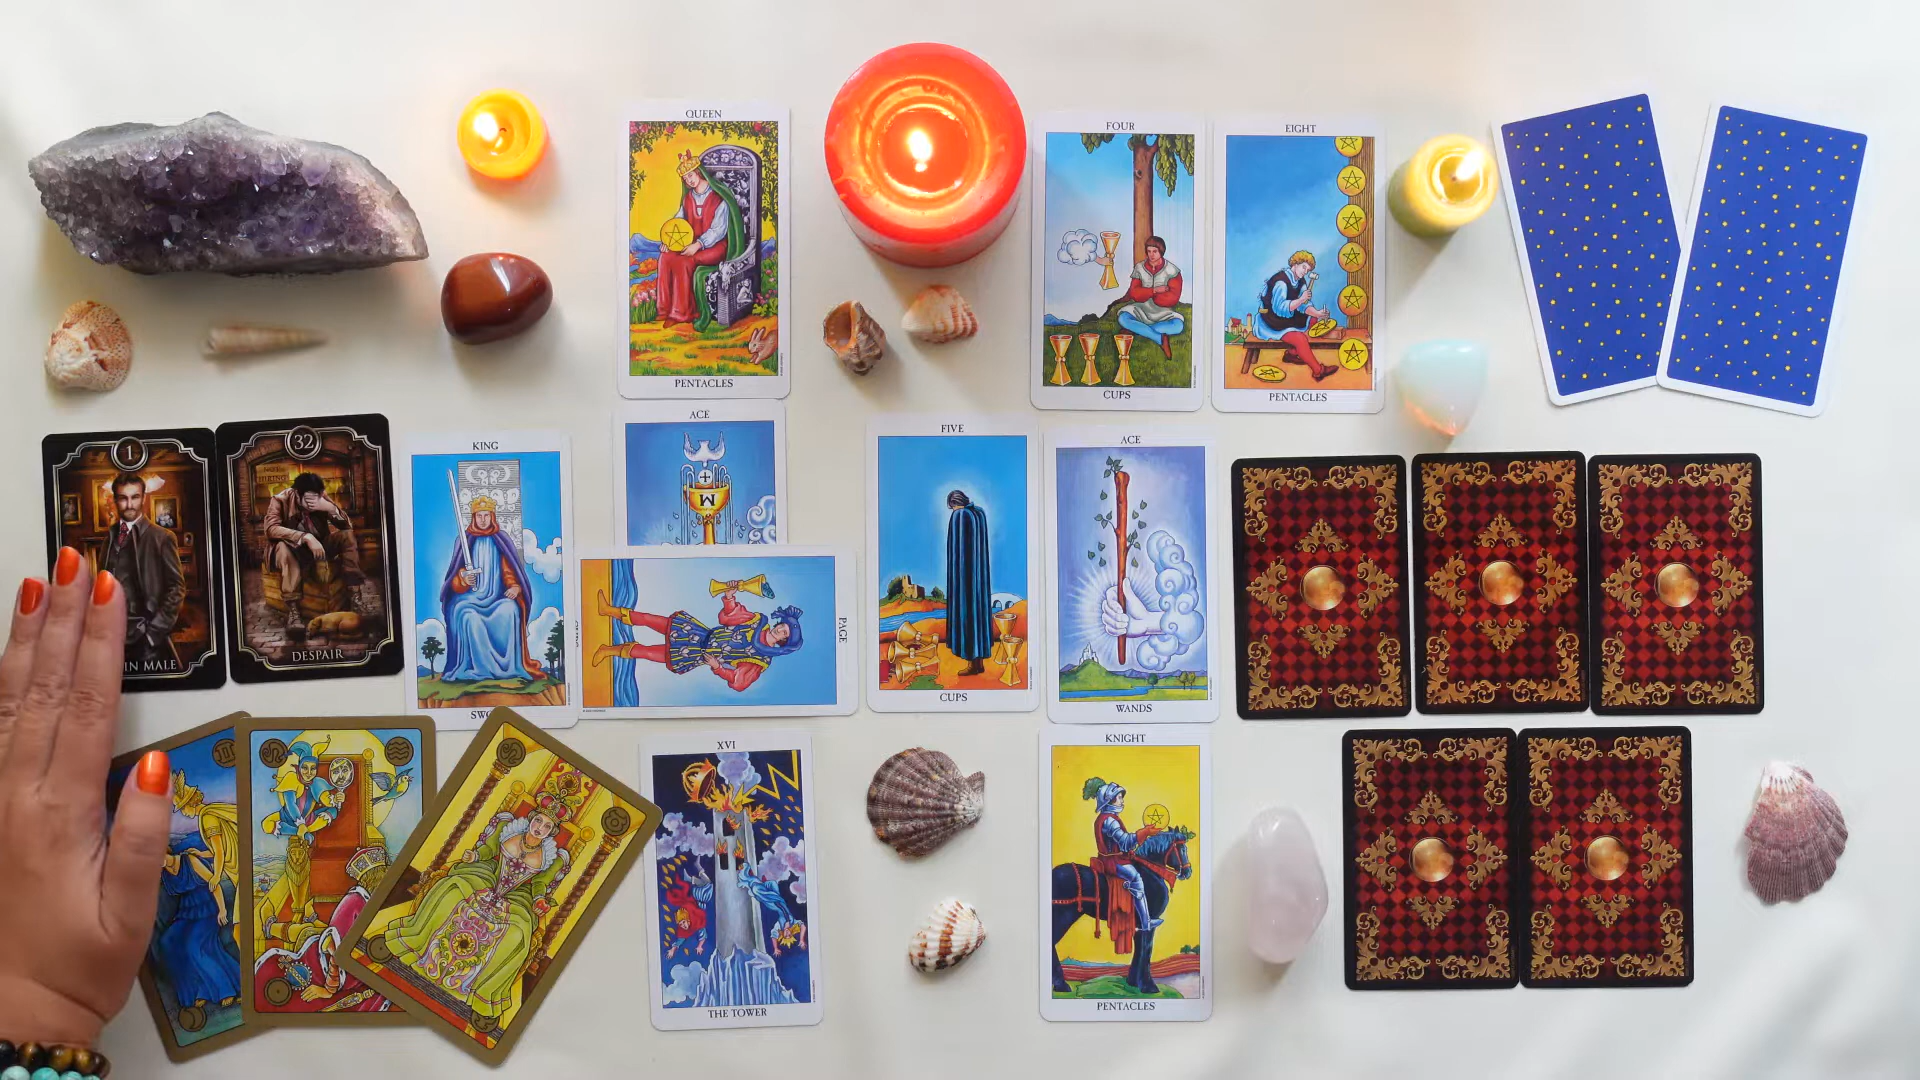 QUEEN
PENTACLES
FOUR
CUPS
EIGHT
PENTACLES
1
IN MALE
32
DESPAIR
KING
SWO
ACE
M
PAGE
FIVE
CUPS
ACE
WANDS
XVI
THE TOWER
KNIGHT
PENTACLES